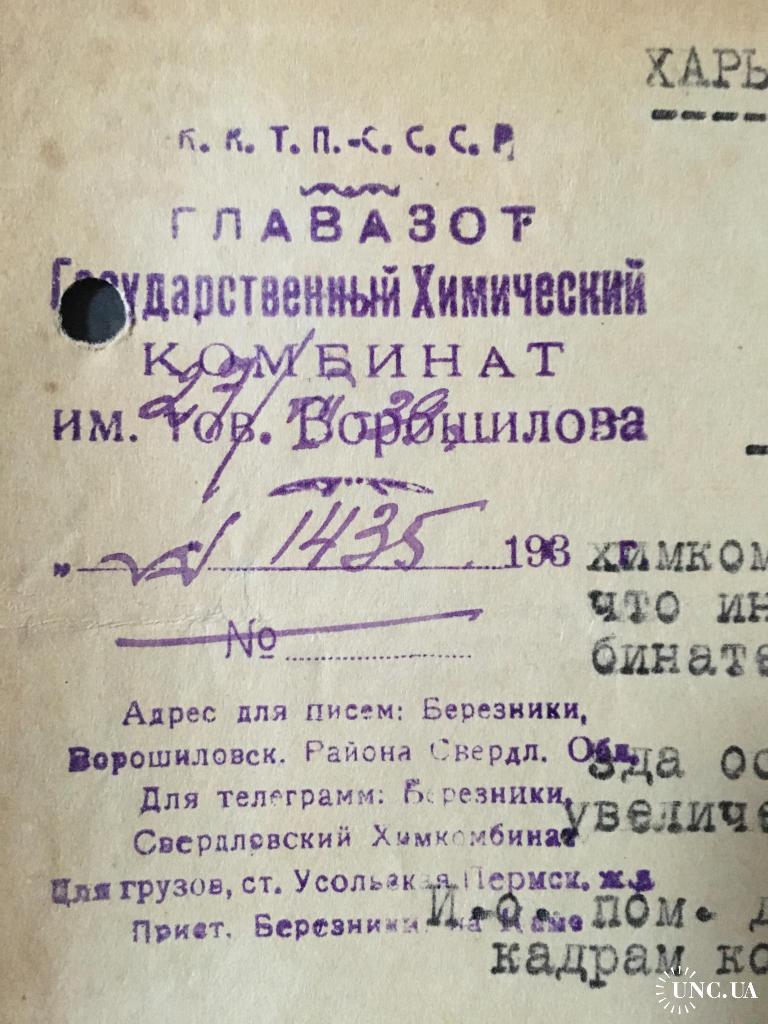 ХАРЬ
Н. К. Т. П.-С. С. С. Р.
ГЛАВАЗОТ
Государственный Химический
КОМБИНАТ
им. тов. Ворошилова
1435 193
химком
№
что ин
бинате
Адрес для писем: Березники,
Ворошиловск. Района Свердл. Обл.
зда ос
Для телеграмм: Березники,
увеличе
Свердловский Химкомбинат
Для грузов, ст. Усольская Пермск. ж.д
И.о. пом. д
Прист. Березники на Каме
кадрам ко
UNC.UA